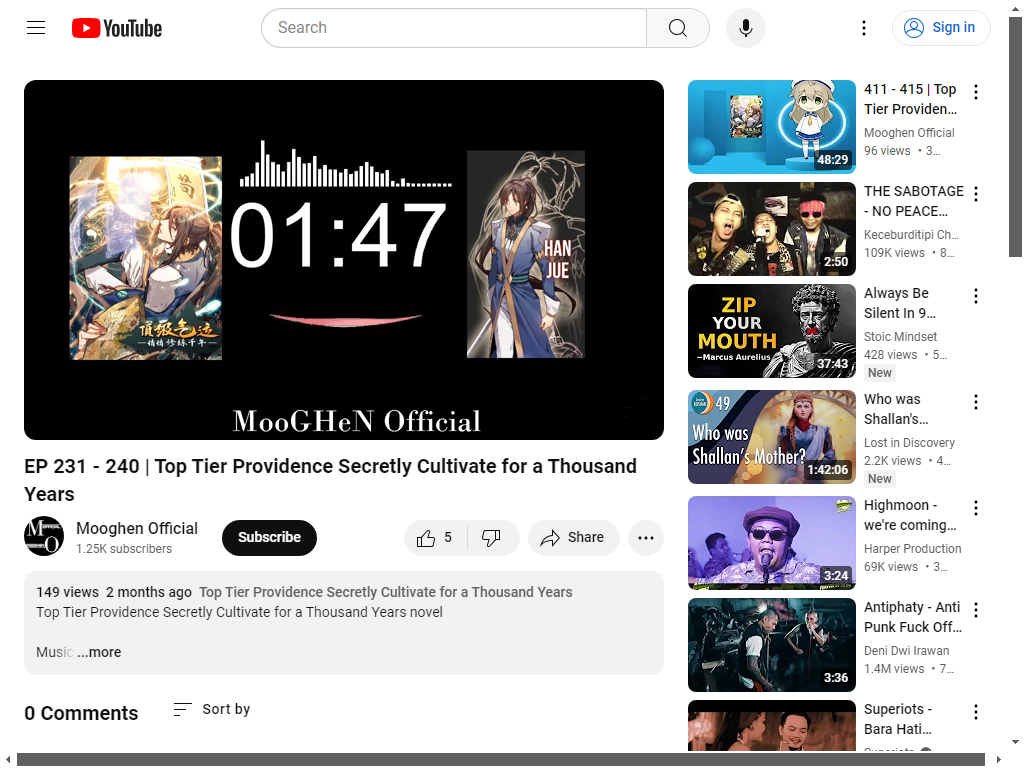 YouTube
Search
Sign in
01:47
HAN
JUE
頂級气运
悄悄修练千年
MooGHeN Official
EP 231 - 240 | Top Tier Providence Secretly Cultivate for a Thousand
Years
Mooghen Official
1.25K subscribers
Subscribe
5
Share
149 views 2 months ago Top Tier Providence Secretly Cultivate for a Thousand Years
Top Tier Providence Secretly Cultivate for a Thousand Years novel
Music ...more
0 Comments
Sort by
48:29
411 - 415 | Top
Tier Providen...
Mooghen Official
96 views • 3...
2:50
THE SABOTAGE
- NO PEACE...
Keceburditipi Ch...
109K views • 8...
ZIP
YOUR
MOUTH
~Marcus Aurelius
37:43
Always Be
Silent In 9...
Stoic Mindset
428 views • 5...
New
49
Who was
Shallan's Mother?
1:42:06
Who was
Shallan's...
Lost in Discovery
2.2K views • 4...
New
3:24
Highmoon -
we're coming...
Harper Production
69K views • 3...
3:36
Antiphaty - Anti
Punk Fuck Off...
Deni Dwi Irawan
1.4M views • 7...
Superiots -
Bara Hati...
Superiots